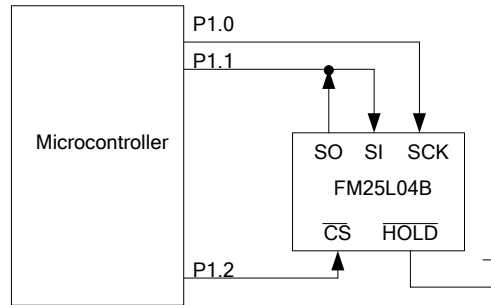 P1.0
P1.1
Microcontroller
SO SI SCK
FM25L04B
CS HOLD
P1.2